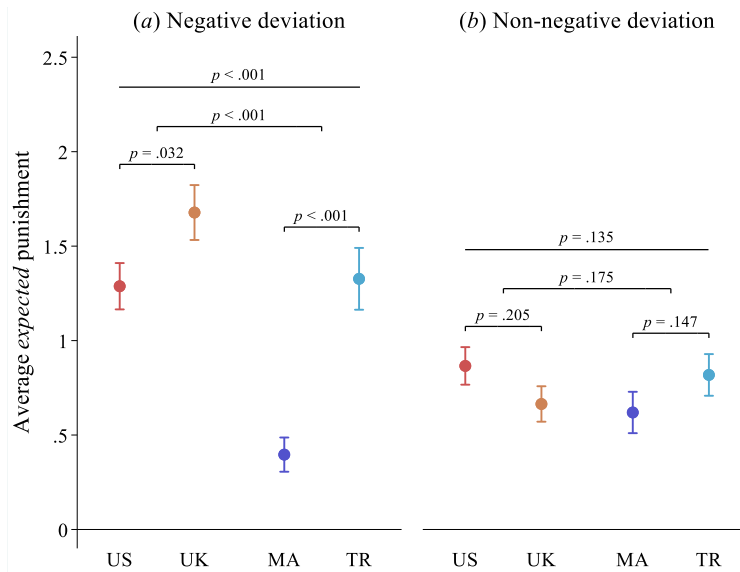 (a) Negative deviation
(b) Non-negative deviation
Average expected punishment
2.5
2
1.5
1
.5
0
p < .001
p < .001
p = .032
p < .001
US UK MA TR
p = .135
p = .175
p = .205
p = .147
US UK MA TR